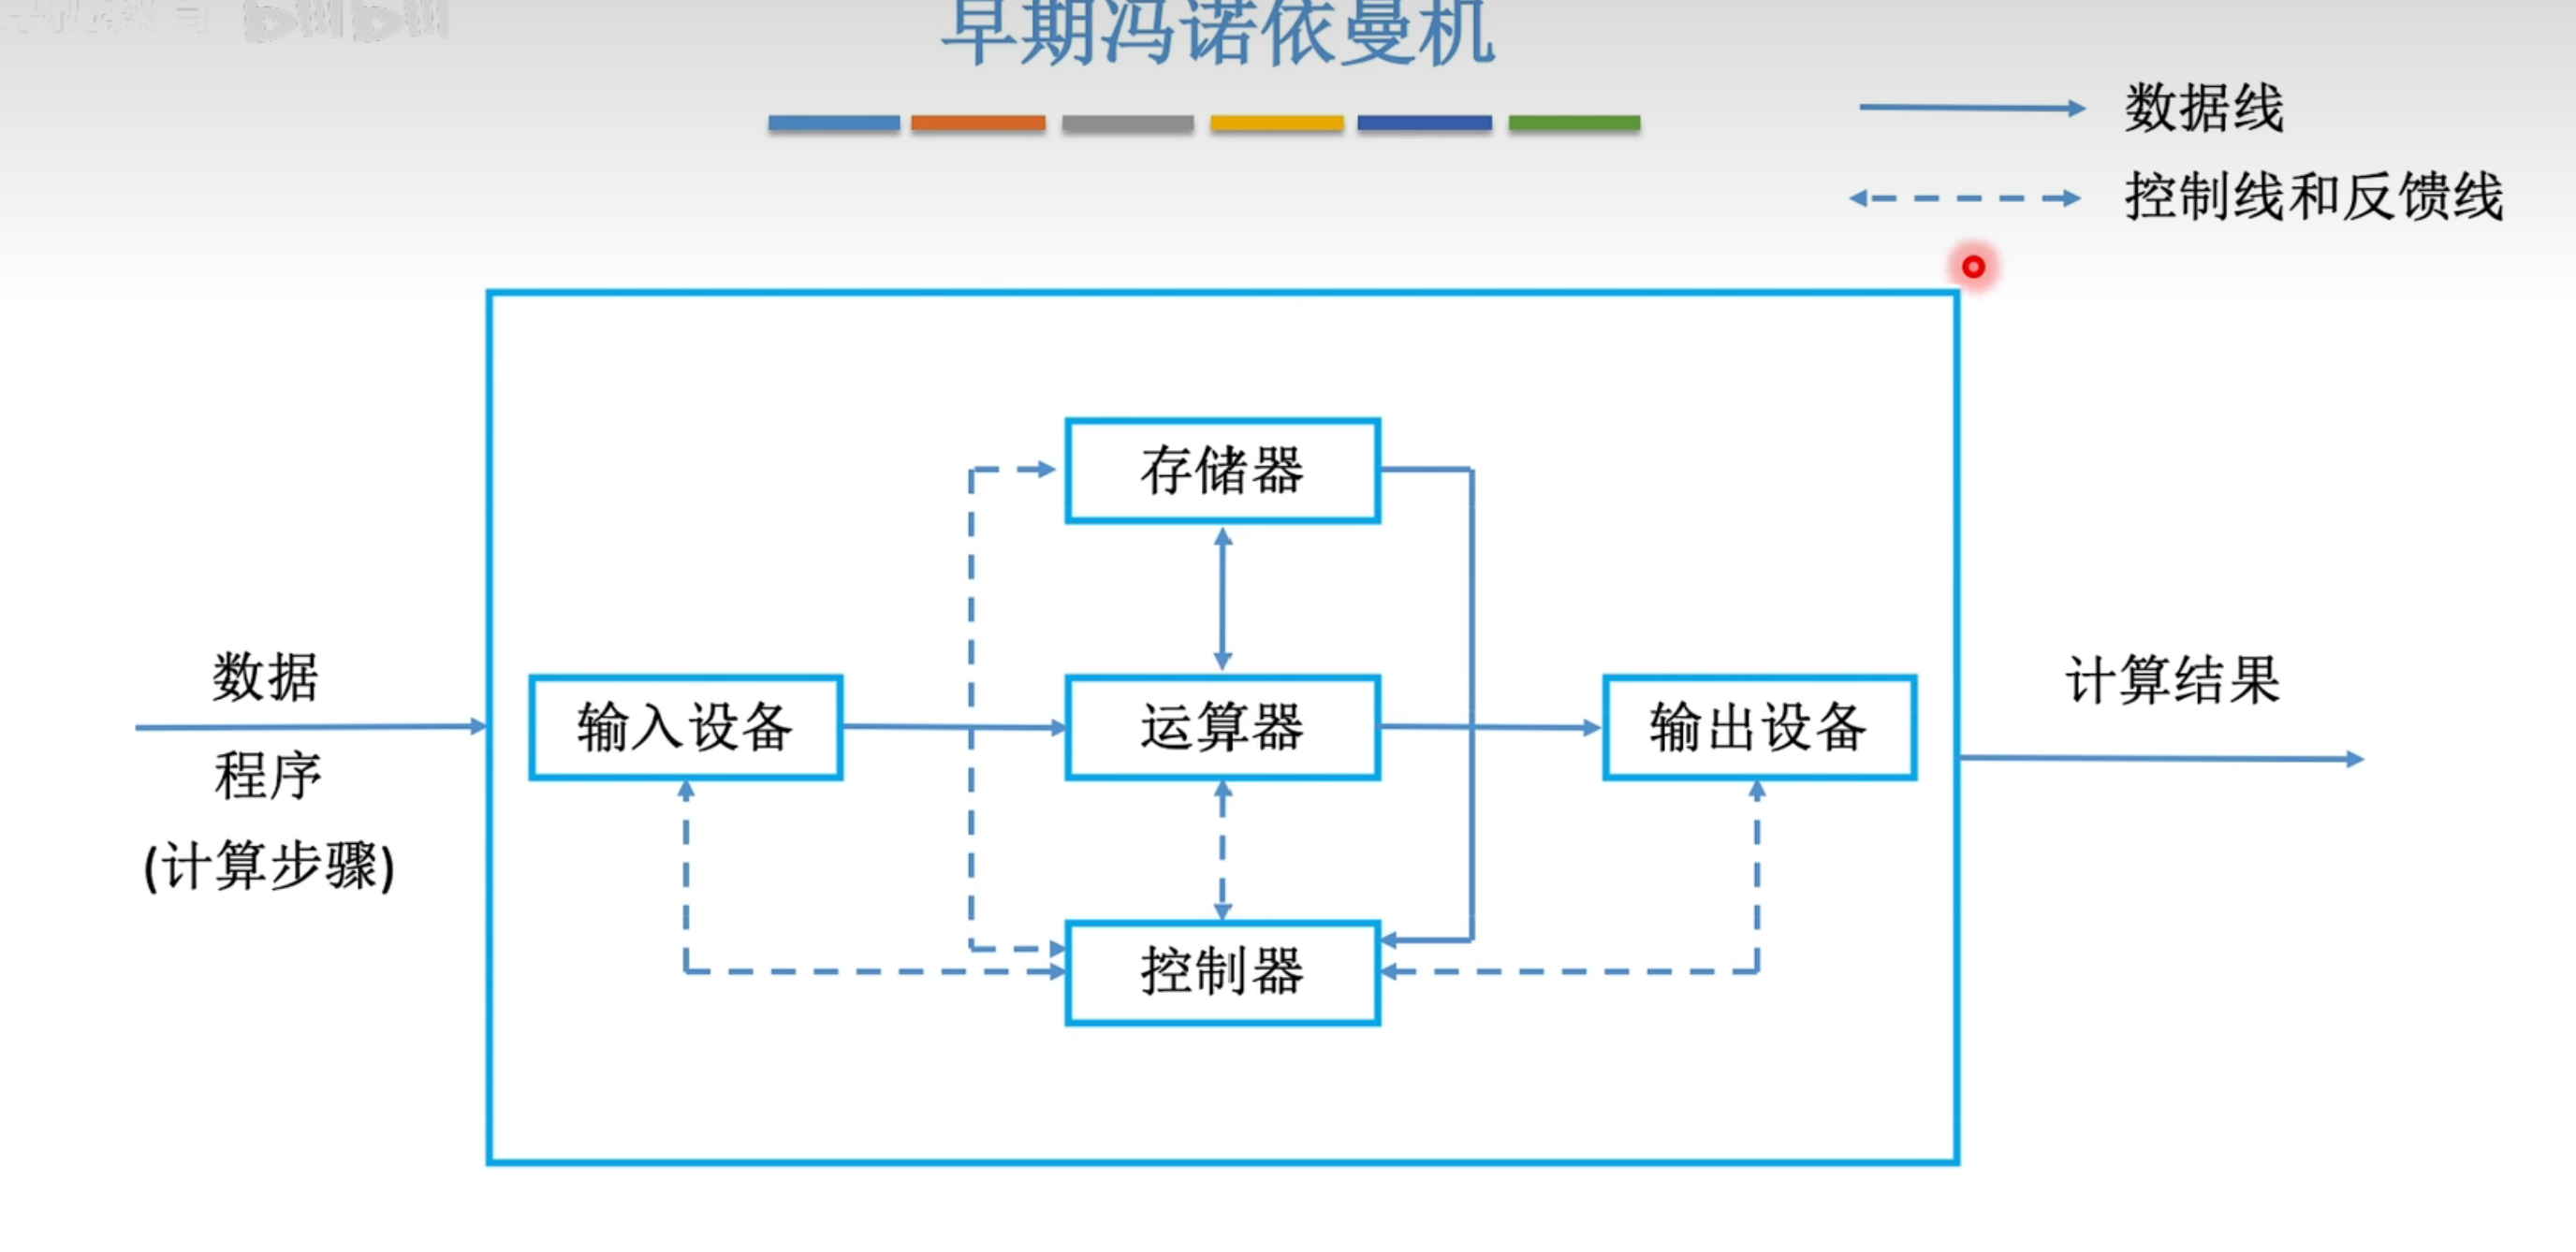 早期冯诺依曼机
数据线
控制线和反馈线
存储器
数据
程序
(计算步骤)
输入设备
运算器
输出设备
计算结果
控制器